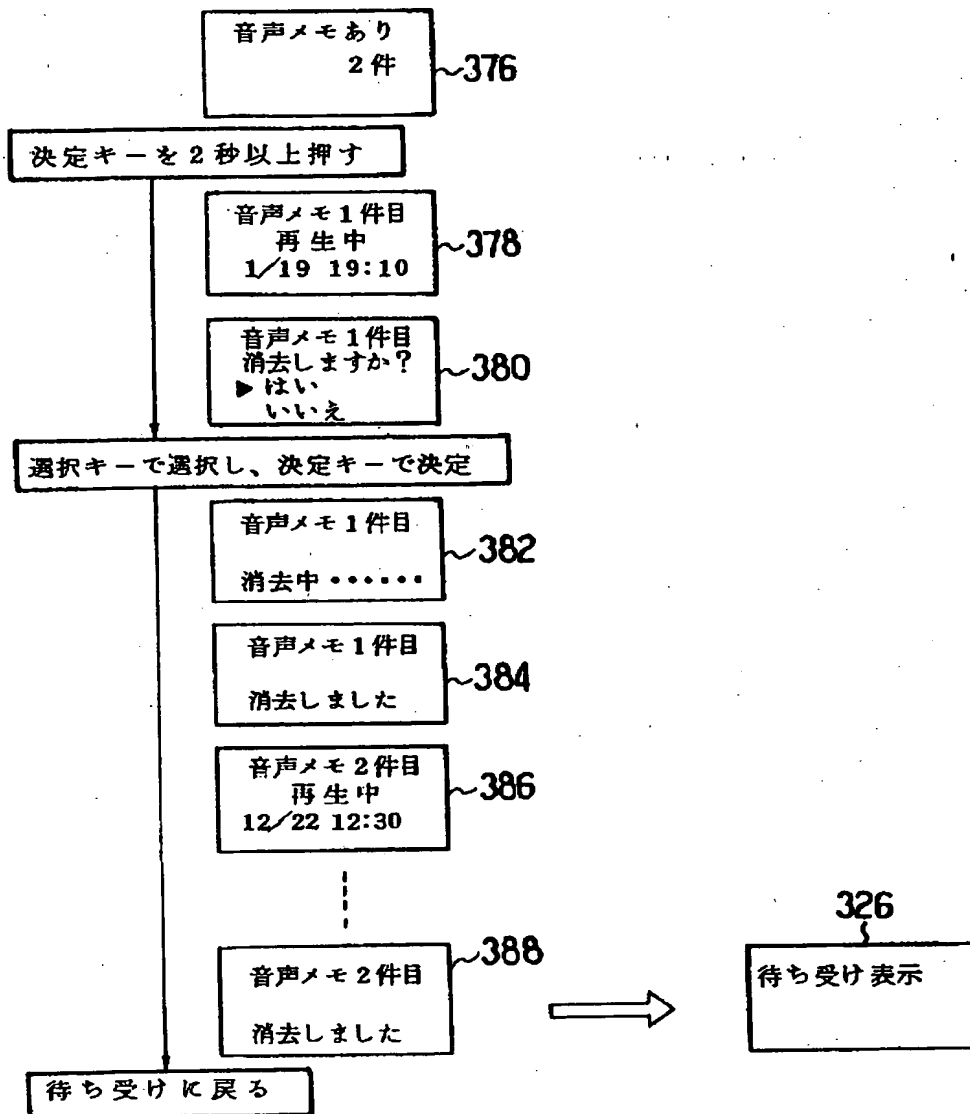 音声メモあり
2件
376
決定キーを2秒以上押す
音声メモ1件目
再生中
1/19 19:10
378
音声メモ1件目
消去しますか?
▶ はい
いいえ
380
選択キーで選択し、決定キーで決定
音声メモ1件目
消去中······
382
音声メモ1件目
消去しました
384
音声メモ2件目
再生中
12/22 12:30
386
音声メモ2件目
消去しました
388
326
待ち受け表示
待ち受けに戻る